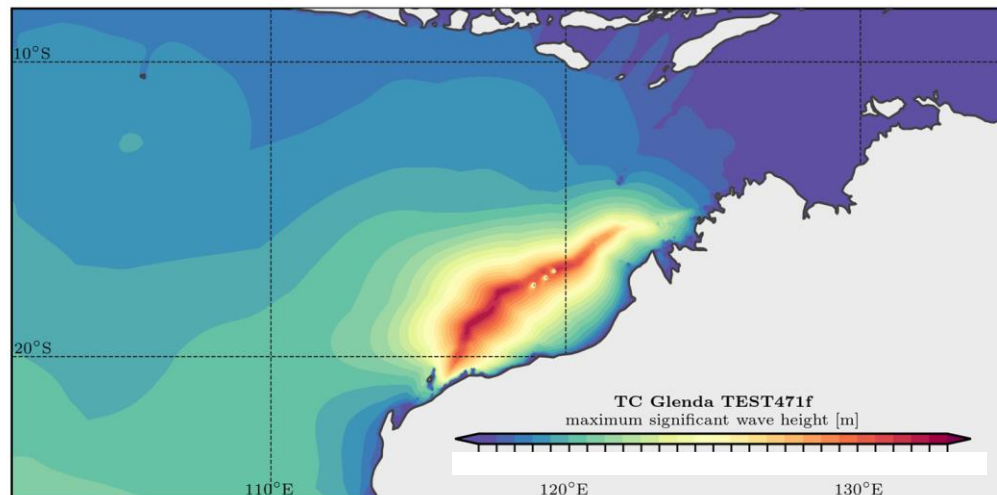 10°S
20°S
TC Glenda TEST471f
maximum significant wave height [m]
110°E
120°E
130°E